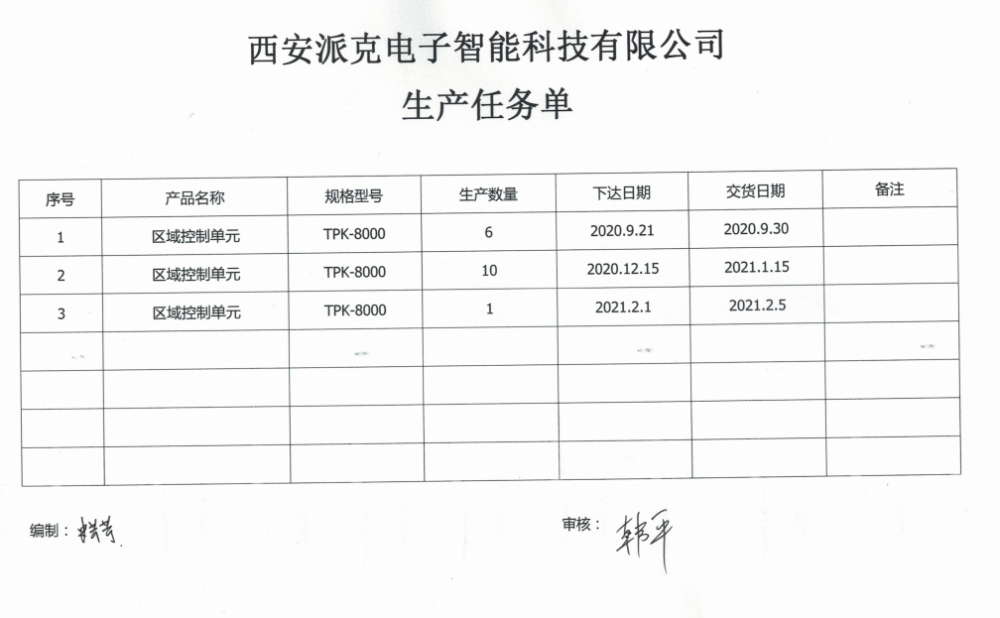 西安派克电子智能科技有限公司
生产任务单
序号 产品名称 规格型号 生产数量 下达日期 交货日期 备注
1 区域控制单元 TPK-8000 6 2020.9.21 2020.9.30
2 区域控制单元 TPK-8000 10 2020.12.15 2021.1.15
3 区域控制单元 TPK-8000 1 2021.2.1 2021.2.5
编制： 审核：韩平